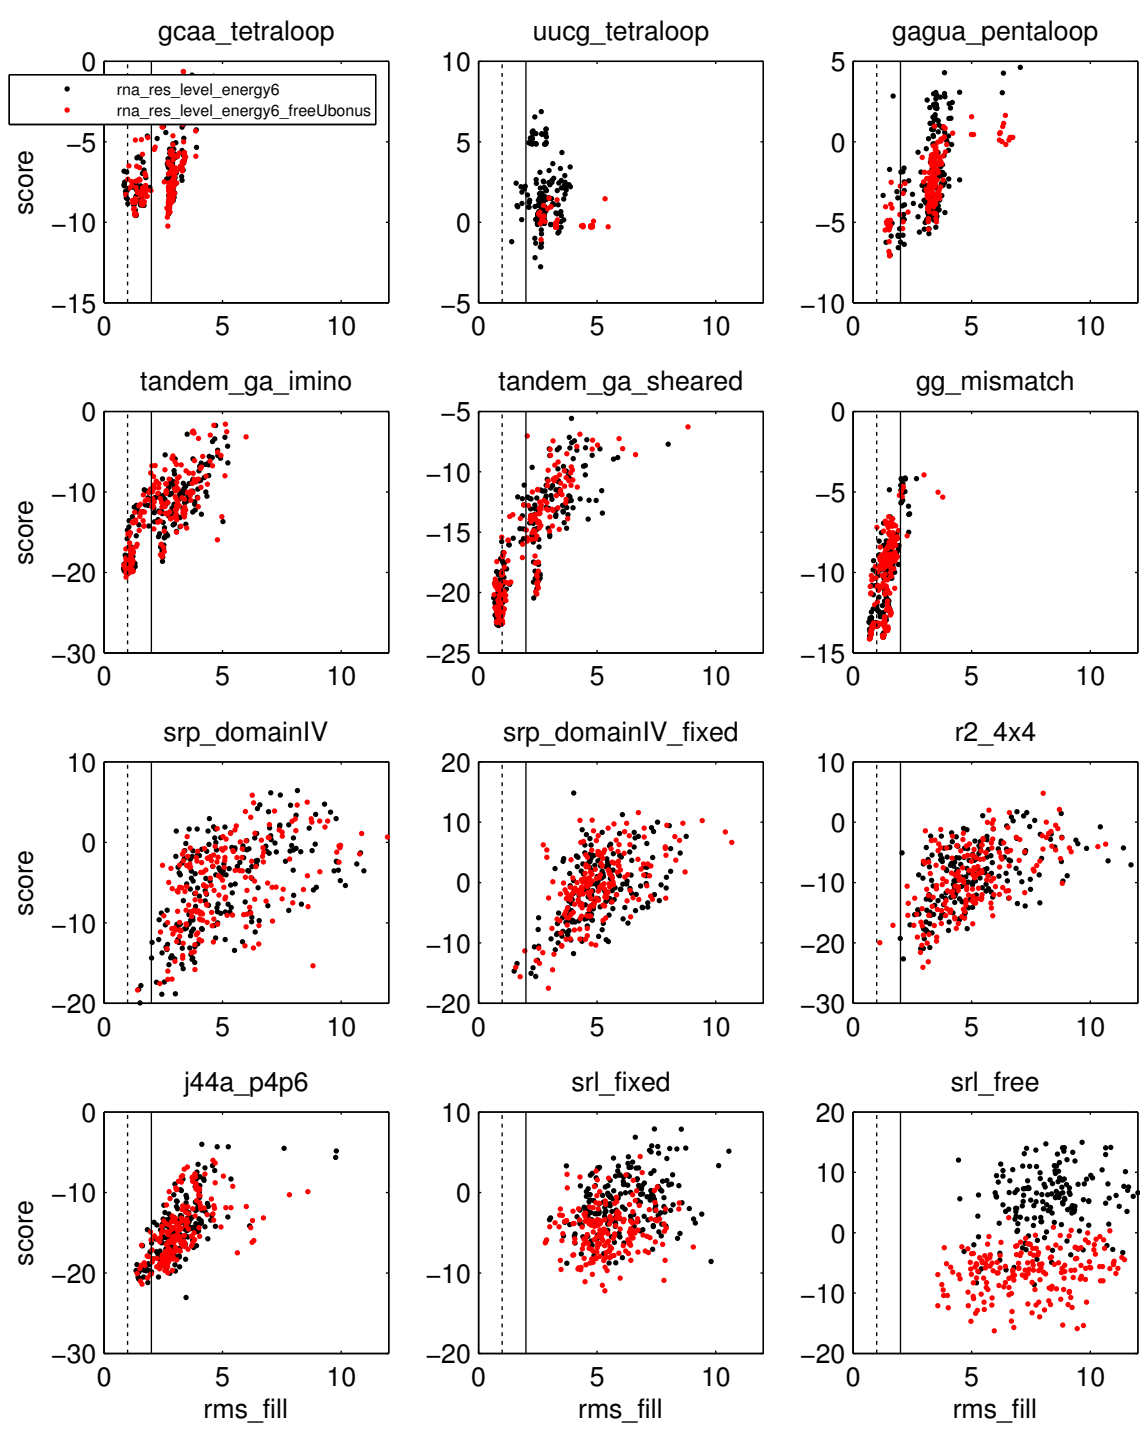 gcaa_tetraloop uucg_tetraloop gagua_pentaloop
0 10 5
rna_res_level_energy6
rna_res_level_energy6_freeUbonus
−5 5 0
score
−10 0 −5
−15 −5 −10
0 5 10 0 5 10 0 5 10
tandem_ga_imino tandem_ga_sheared gg_mismatch
0 −5 0
−10 −10 −5
score
−15
−20 −20 −10
−30 −25 −15
0 5 10 0 5 10 0 5 10
srp_domainIV srp_domainIV_fixed r2_4x4
10 20 10
0 10 0
score
0 −10
−10 −10 −20
−20 −20 −30
0 5 10 0 5 10 0 5 10
j44a_p4p6 srl_fixed srl_free
0 10 20
−10 0 10
score
0
−20 −10 −10
−30 −20 −20
0 5 10 0 5 10 0 5 10
rms_fill rms_fill rms_fill